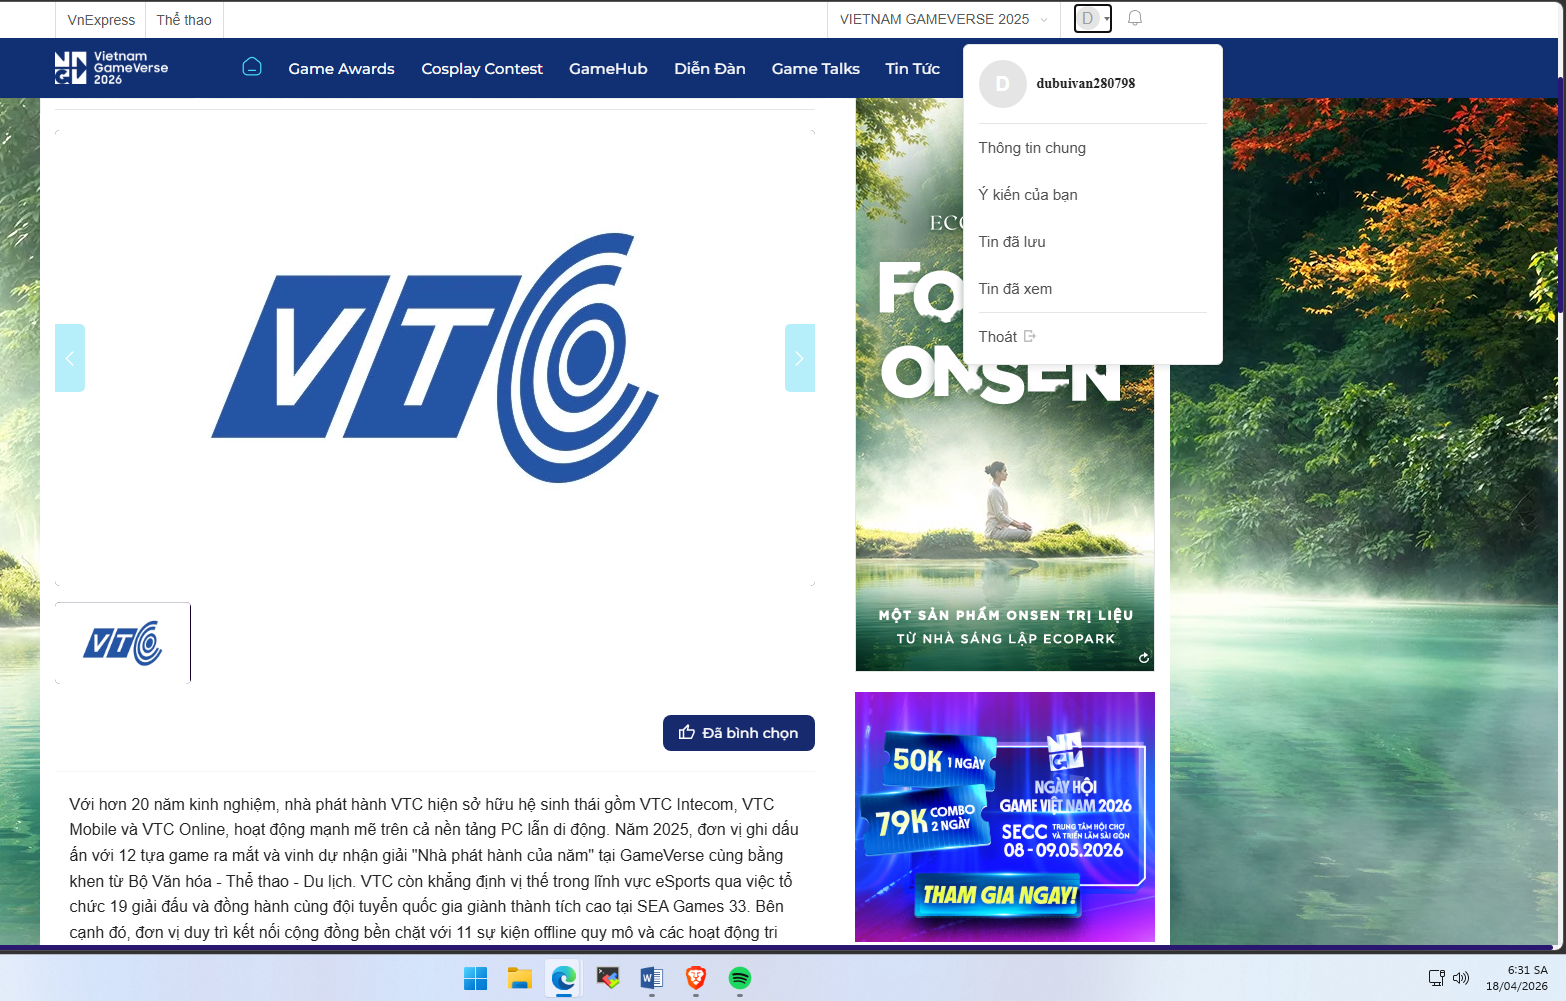 VnExpress
Thể thao
VIETNAM GAMEVERSE 2025
D
Vietnam
GameVerse
2026
Game Awards
Cosplay Contest
GameHub
Diễn Đàn
Game Talks
Tin Tức
D
dubuivan280798
Thông tin chung
Ý kiến của bạn
Tin đã lưu
Tin đã xem
Thoát
VTC
VTC
Đã bình chọn
Với hơn 20 năm kinh nghiệm, nhà phát hành VTC hiện sở hữu hệ sinh thái gồm VTC Intecom, VTC
Mobile và VTC Online, hoạt động mạnh mẽ trên cả nền tảng PC lẫn di động. Năm 2025, đơn vị ghi dấu
ấn với 12 tựa game ra mắt và vinh dự nhận giải "Nhà phát hành của năm" tại GameVerse cùng bằng
khen từ Bộ Văn hóa - Thể thao - Du lịch. VTC còn khẳng định vị thế trong lĩnh vực eSports qua việc tổ
chức 19 giải đấu và đồng hành cùng đội tuyển quốc gia giành thành tích cao tại SEA Games 33. Bên
cạnh đó, đơn vị duy trì kết nối cộng đồng bền chặt với 11 sự kiện offline quy mô và các hoạt động tri
ONSEN
MỘT SẢN PHẨM ONSEN TRỊ LIỆU
TỪ NHÀ SÁNG LẬP ECOPARK
50K 1 NGÀY
79K COMBO
2 NGÀY
NGÀY HỘI
GAME VIỆT NAM 2026
SECC TRUNG TÂM HỘI CHỢ
VÀ TRIỂN LÃM SÀI GÒN
08 - 09.05.2026
THAM GIA NGAY!
6:31 SA
18/04/2026